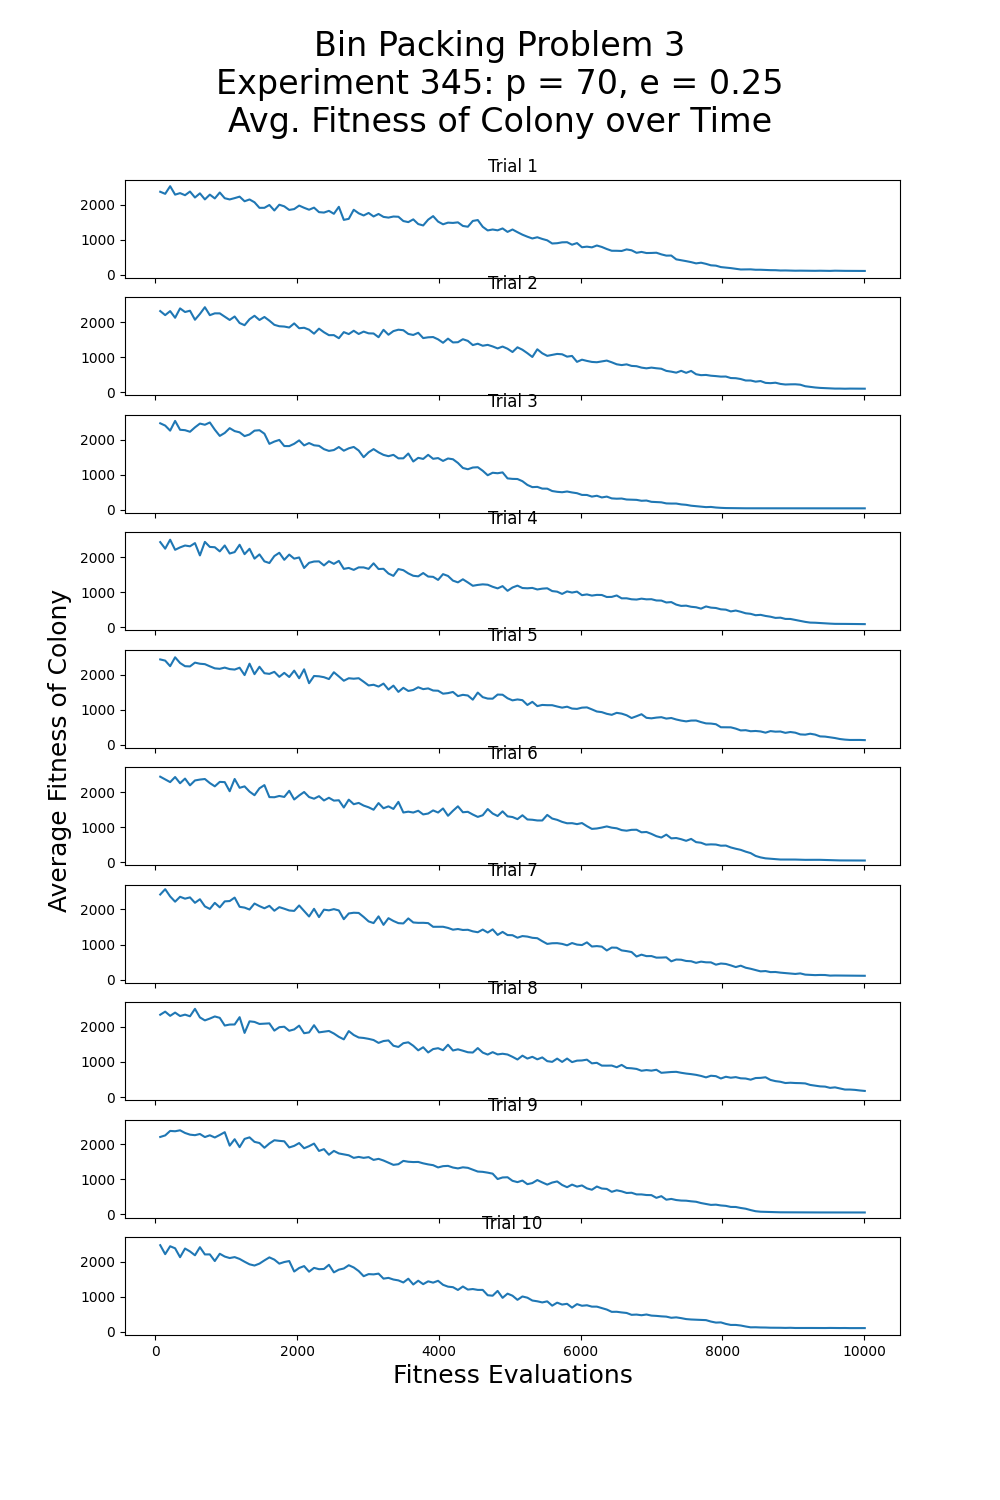 Bin Packing Problem 3
Experiment 345: p = 70, e = 0.25
Avg. Fitness of Colony over Time
Trial 1
2000
1000
0
Trial 2
2000
1000
0
Trial 3
2000
1000
0
Trial 4
2000
1000
0
Trial 5
2000
1000
0
Trial 6
2000
1000
0
Trial 7
2000
1000
0
Trial 8
2000
1000
0
Trial 9
2000
1000
0
Trial 10
2000
1000
0
0 2000 4000 6000 8000 10000
Fitness Evaluations
Average Fitness of Colony